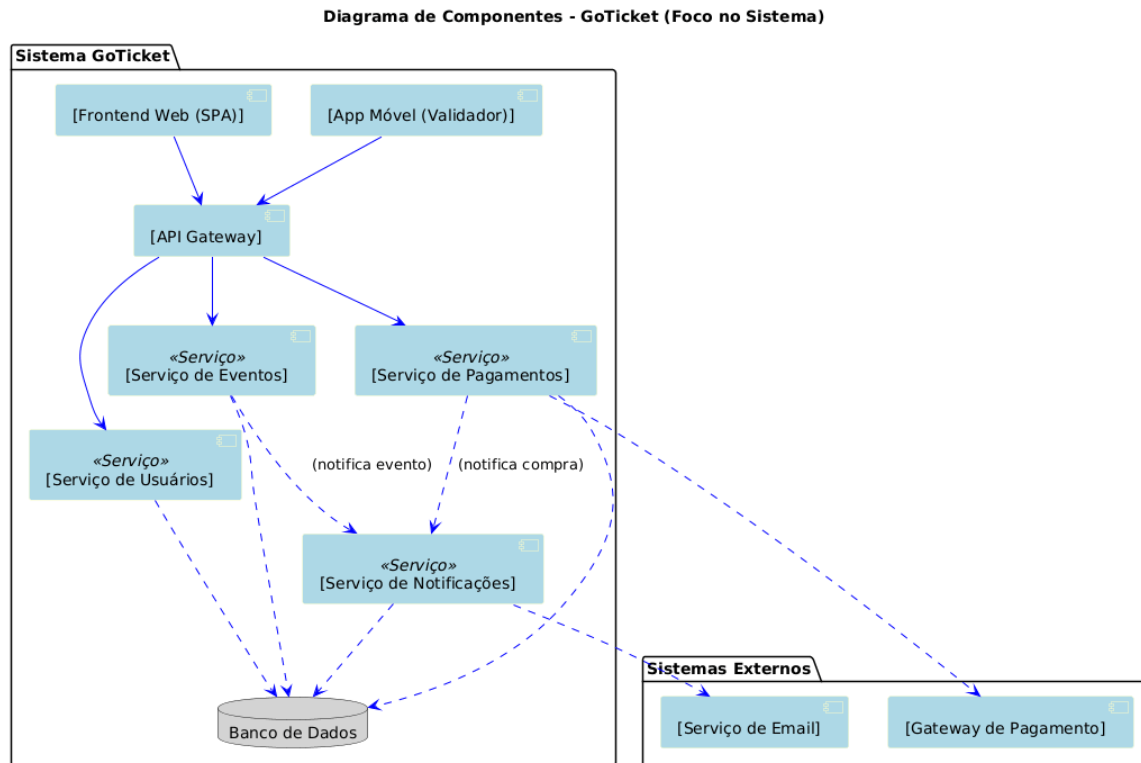 Diagrama de Componentes - GoTicket (Foco no Sistema)
Sistema GoTicket
[Frontend Web (SPA)]
[App Móvel (Validador)]
[API Gateway]
«Serviço»
[Serviço de Eventos]
«Serviço»
[Serviço de Pagamentos]
«Serviço»
[Serviço de Usuários]
(notifica evento)
(notifica compra)
«Serviço»
[Serviço de Notificações]
Banco de Dados
Sistemas Externos
[Serviço de Email]
[Gateway de Pagamento]